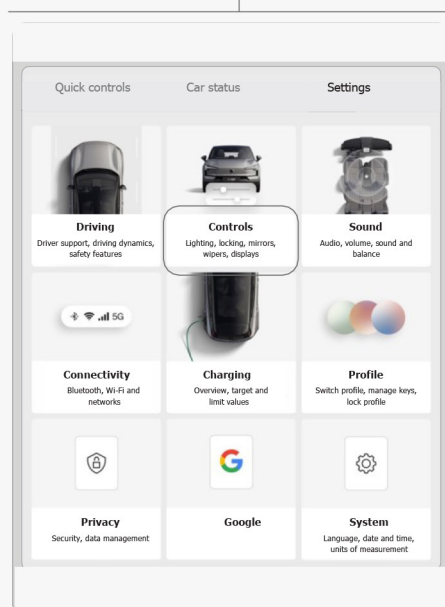 Quick controls
Car status
Settings
Driving
Driver support, driving dynamics,
safety features
Controls
Lighting, locking, mirrors,
wipers, displays
Sound
Audio, volume, sound and
balance
5G
Connectivity
Bluetooth, Wi-Fi and
networks
Charging
Overview, target and
limit values
Profile
Switch profile, manage keys,
lock profile
G
Privacy
Security, data management
Google
System
Language, date and time,
units of measurement